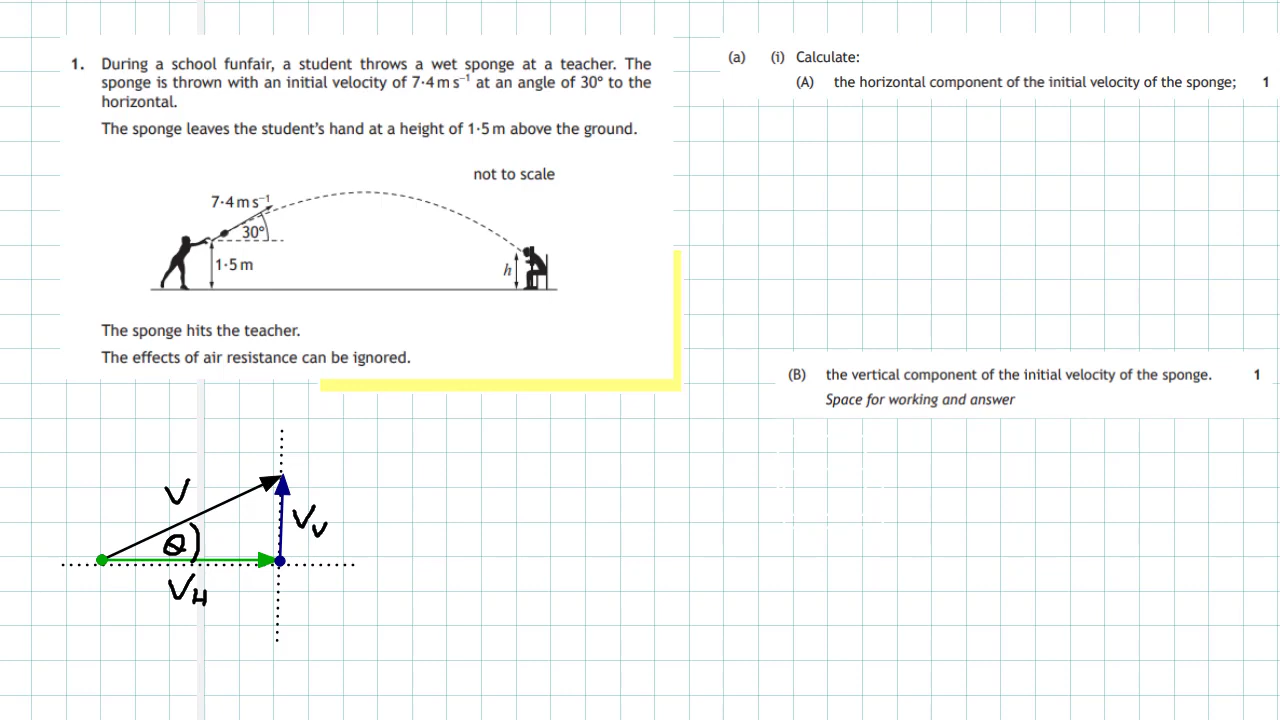 1. During a school funfair, a student throws a wet sponge at a teacher. The
sponge is thrown with an initial velocity of 7·4 m s⁻¹ at an angle of 30° to the
horizontal.
The sponge leaves the student's hand at a height of 1·5 m above the ground.
not to scale
7·4 m s⁻¹
30°
1·5 m
h
The sponge hits the teacher.
The effects of air resistance can be ignored.
V
θ
V_V
V_H
(a) (i) Calculate:
(A) the horizontal component of the initial velocity of the sponge; 1
(B) the vertical component of the initial velocity of the sponge. 1
Space for working and answer